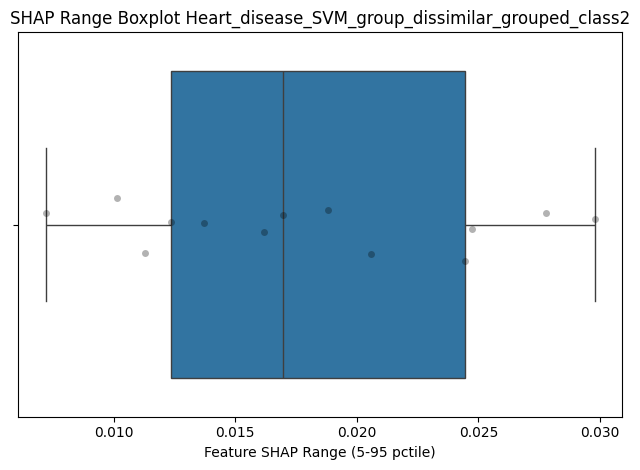 SHAP Range Boxplot Heart_disease_SVM_group_dissimilar_grouped_class2
0.010 0.015 0.020 0.025 0.030
Feature SHAP Range (5-95 pctile)